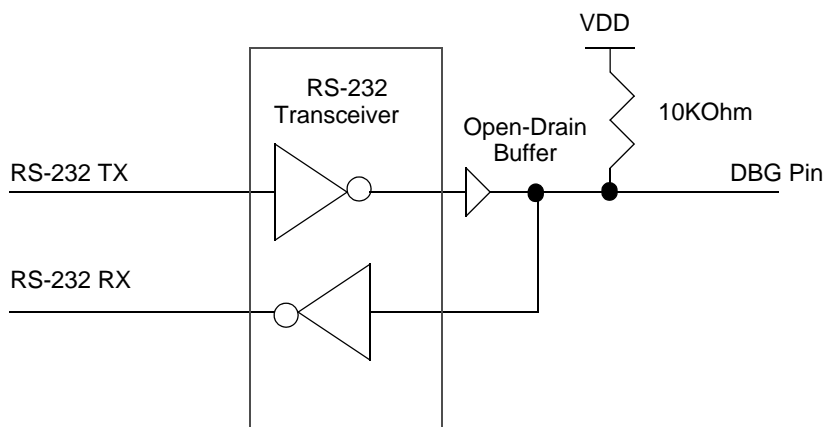 VDD
RS-232
Transceiver
10KOhm
Open-Drain
Buffer
RS-232 TX
DBG Pin
RS-232 RX